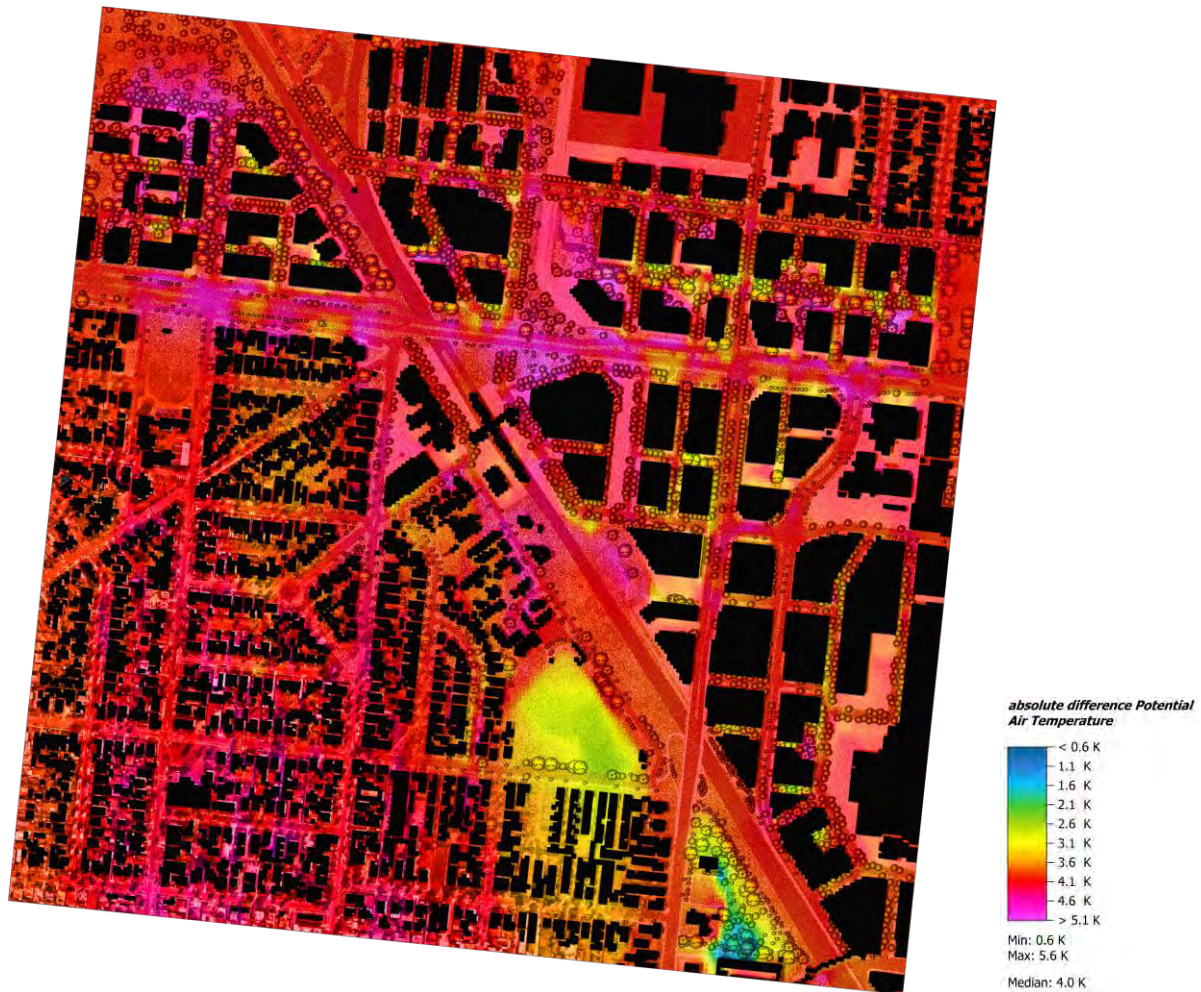 absolute difference Potential
Air Temperature
< 0.6 K
1.1 K
1.6 K
2.1 K
2.6 K
3.1 K
3.6 K
4.1 K
4.6 K
> 5.1 K
Min: 0.6 K
Max: 5.6 K
Median: 4.0 K